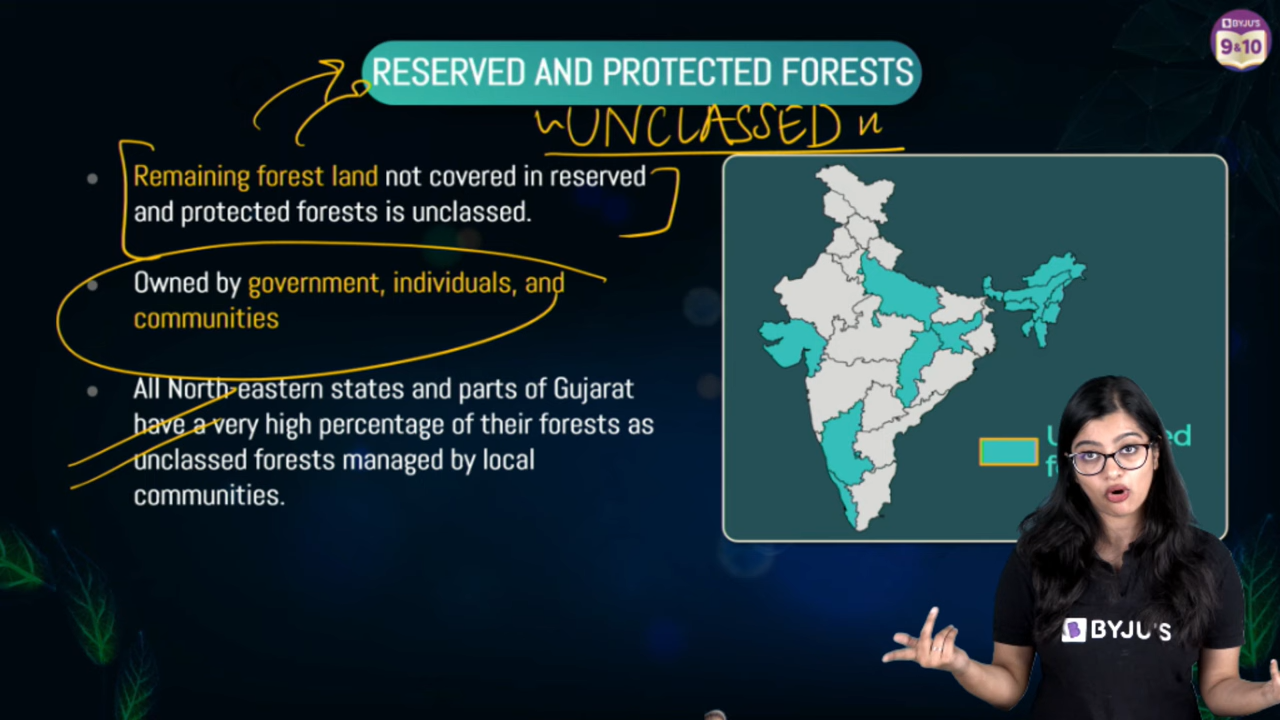 BYJU'S
9&10
RESERVED AND PROTECTED FORESTS
"UNCLASSED"
Remaining forest land not covered in reserved
and protected forests is unclassed.
Owned by government, individuals, and
communities
All North-eastern states and parts of Gujarat
have a very high percentage of their forests as
unclassed forests managed by local
communities.
BYJU'S